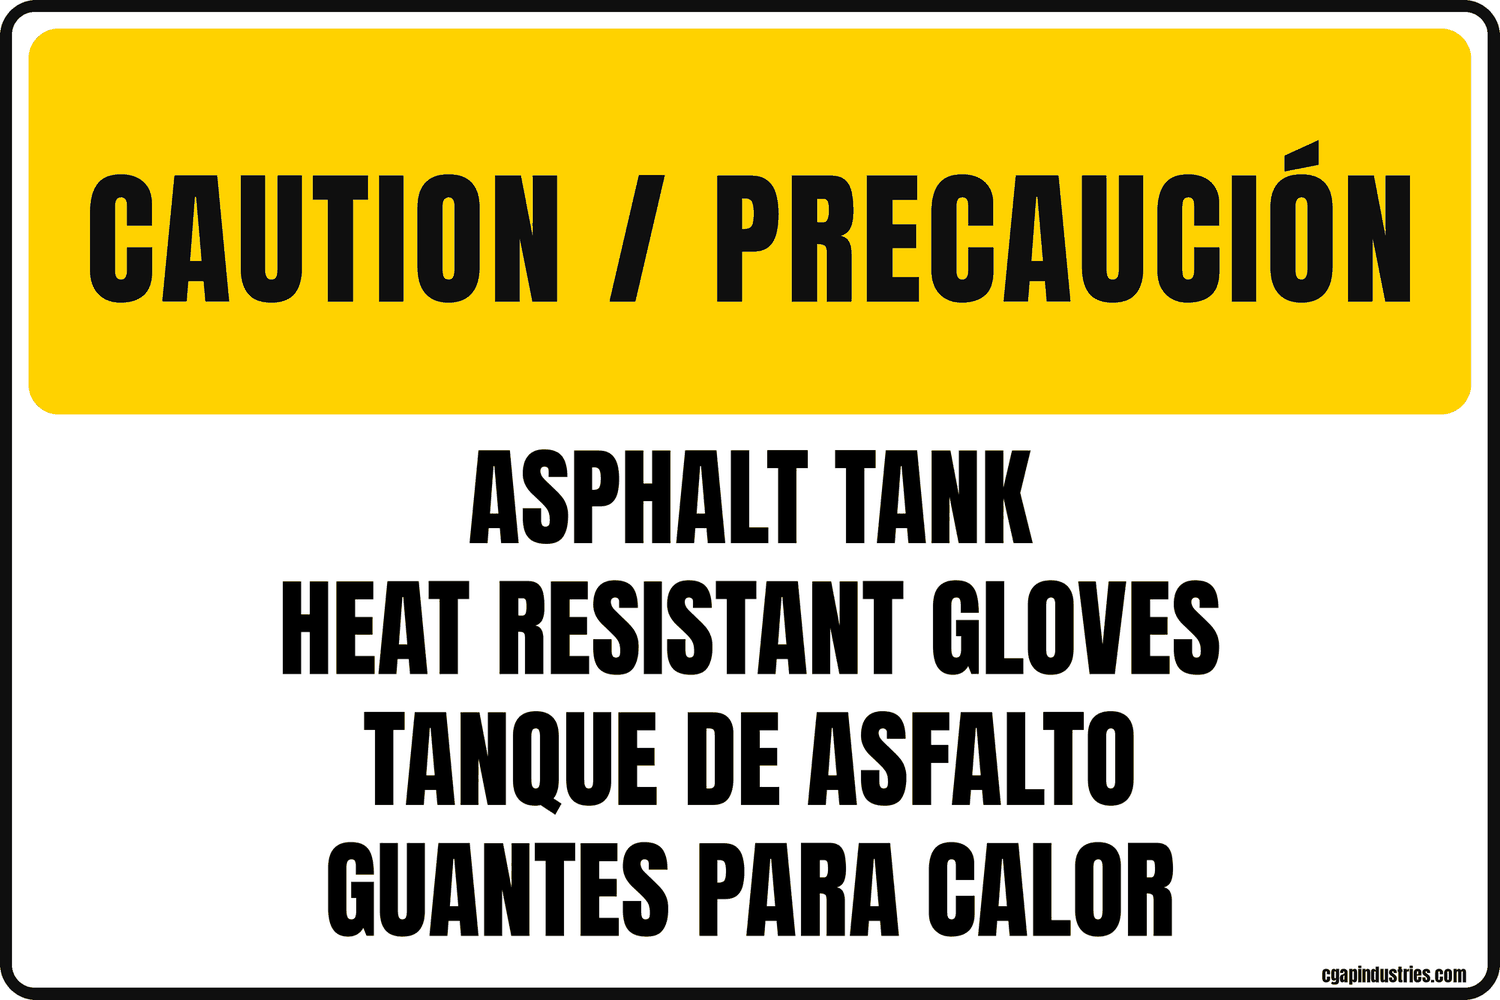 CAUTION / PRECAUCIÓN
ASPHALT TANK
HEAT RESISTANT GLOVES
TANQUE DE ASFALTO
GUANTES PARA CALOR
cgapindustries.com